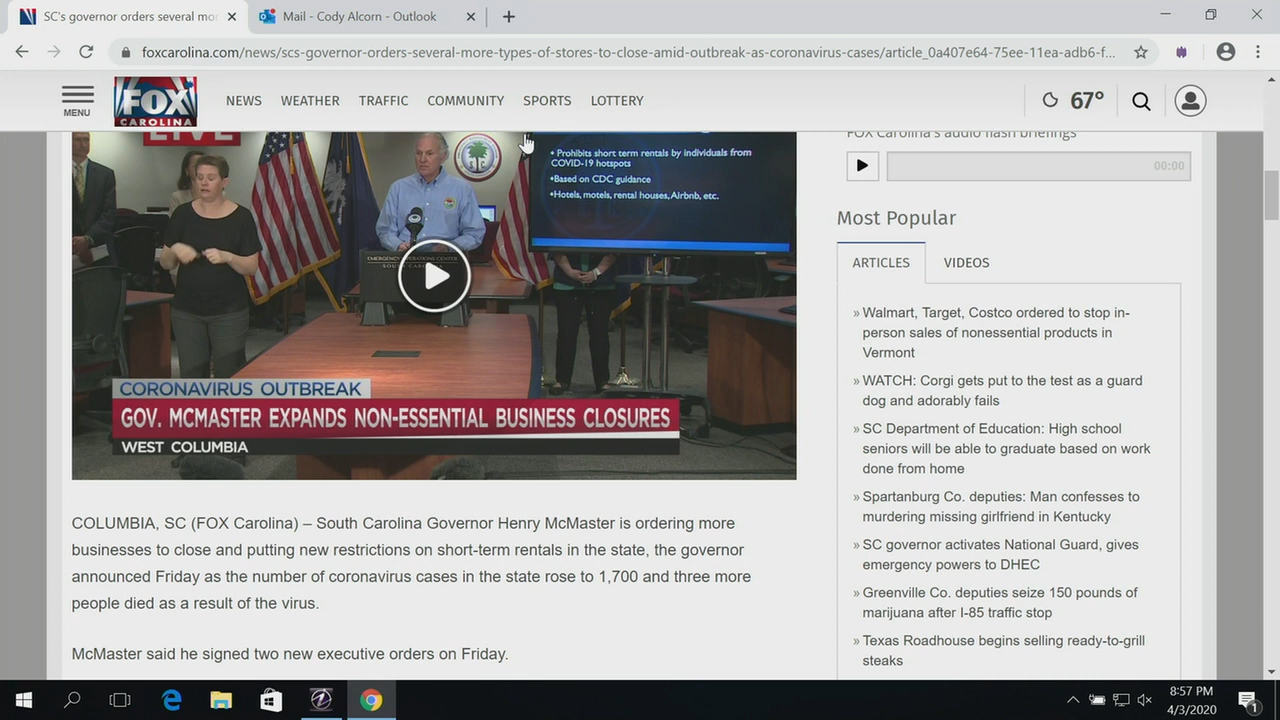 SC's governor orders several mor
Mail - Cody Alcorn - Outlook
foxcarolina.com/news/scs-governor-orders-several-more-types-of-stores-to-close-amid-outbreak-as-coronavirus-cases/article_0a407e64-75ee-11ea-adb6-f...
MENU
FOX
CAROLINA
NEWS
WEATHER
TRAFFIC
COMMUNITY
SPORTS
LOTTERY
67°
LIVE
• Prohibits short term rentals by individuals from
COVID-19 hotspots
•Based on CDC guidance
•Hotels, motels, rental houses, Airbnb, etc.
EMERGENCY OPERATIONS CENTER
SOUTH CAROLINA
CORONAVIRUS OUTBREAK
GOV. MCMASTER EXPANDS NON-ESSENTIAL BUSINESS CLOSURES
WEST COLUMBIA
COLUMBIA, SC (FOX Carolina) – South Carolina Governor Henry McMaster is ordering more
businesses to close and putting new restrictions on short-term rentals in the state, the governor
announced Friday as the number of coronavirus cases in the state rose to 1,700 and three more
people died as a result of the virus.
McMaster said he signed two new executive orders on Friday.
FOX Carolina's audio flash briefings
00:00
Most Popular
ARTICLES
VIDEOS
» Walmart, Target, Costco ordered to stop in-
person sales of nonessential products in
Vermont
» WATCH: Corgi gets put to the test as a guard
dog and adorably fails
» SC Department of Education: High school
seniors will be able to graduate based on work
done from home
» Spartanburg Co. deputies: Man confesses to
murdering missing girlfriend in Kentucky
» SC governor activates National Guard, gives
emergency powers to DHEC
» Greenville Co. deputies seize 150 pounds of
marijuana after I-85 traffic stop
» Texas Roadhouse begins selling ready-to-grill
steaks
8:57 PM
4/3/2020
1